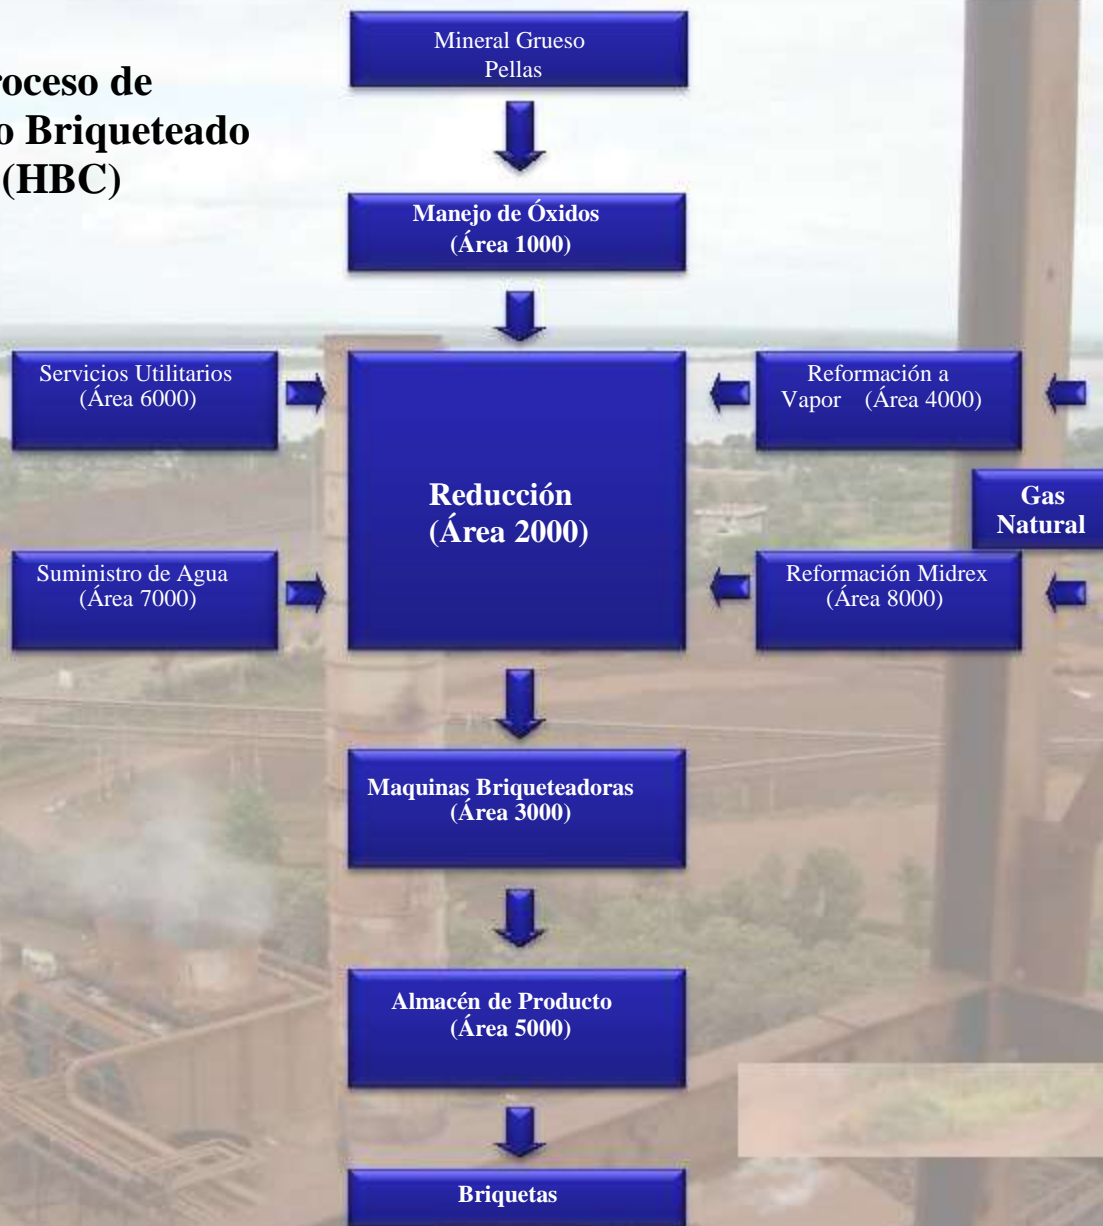 Mineral Grueso
Pellas
roceso de
o Briqueteado
(HBC)
Manejo de Óxidos
(Área 1000)
Servicios Utilitarios
(Área 6000)
Reformación a
Vapor (Área 4000)
Reducción
(Área 2000)
Gas
Natural
Suministro de Agua
(Área 7000)
Reformación Midrex
(Área 8000)
Maquinas Briqueteadoras
(Área 3000)
Almacén de Producto
(Área 5000)
Briquetas